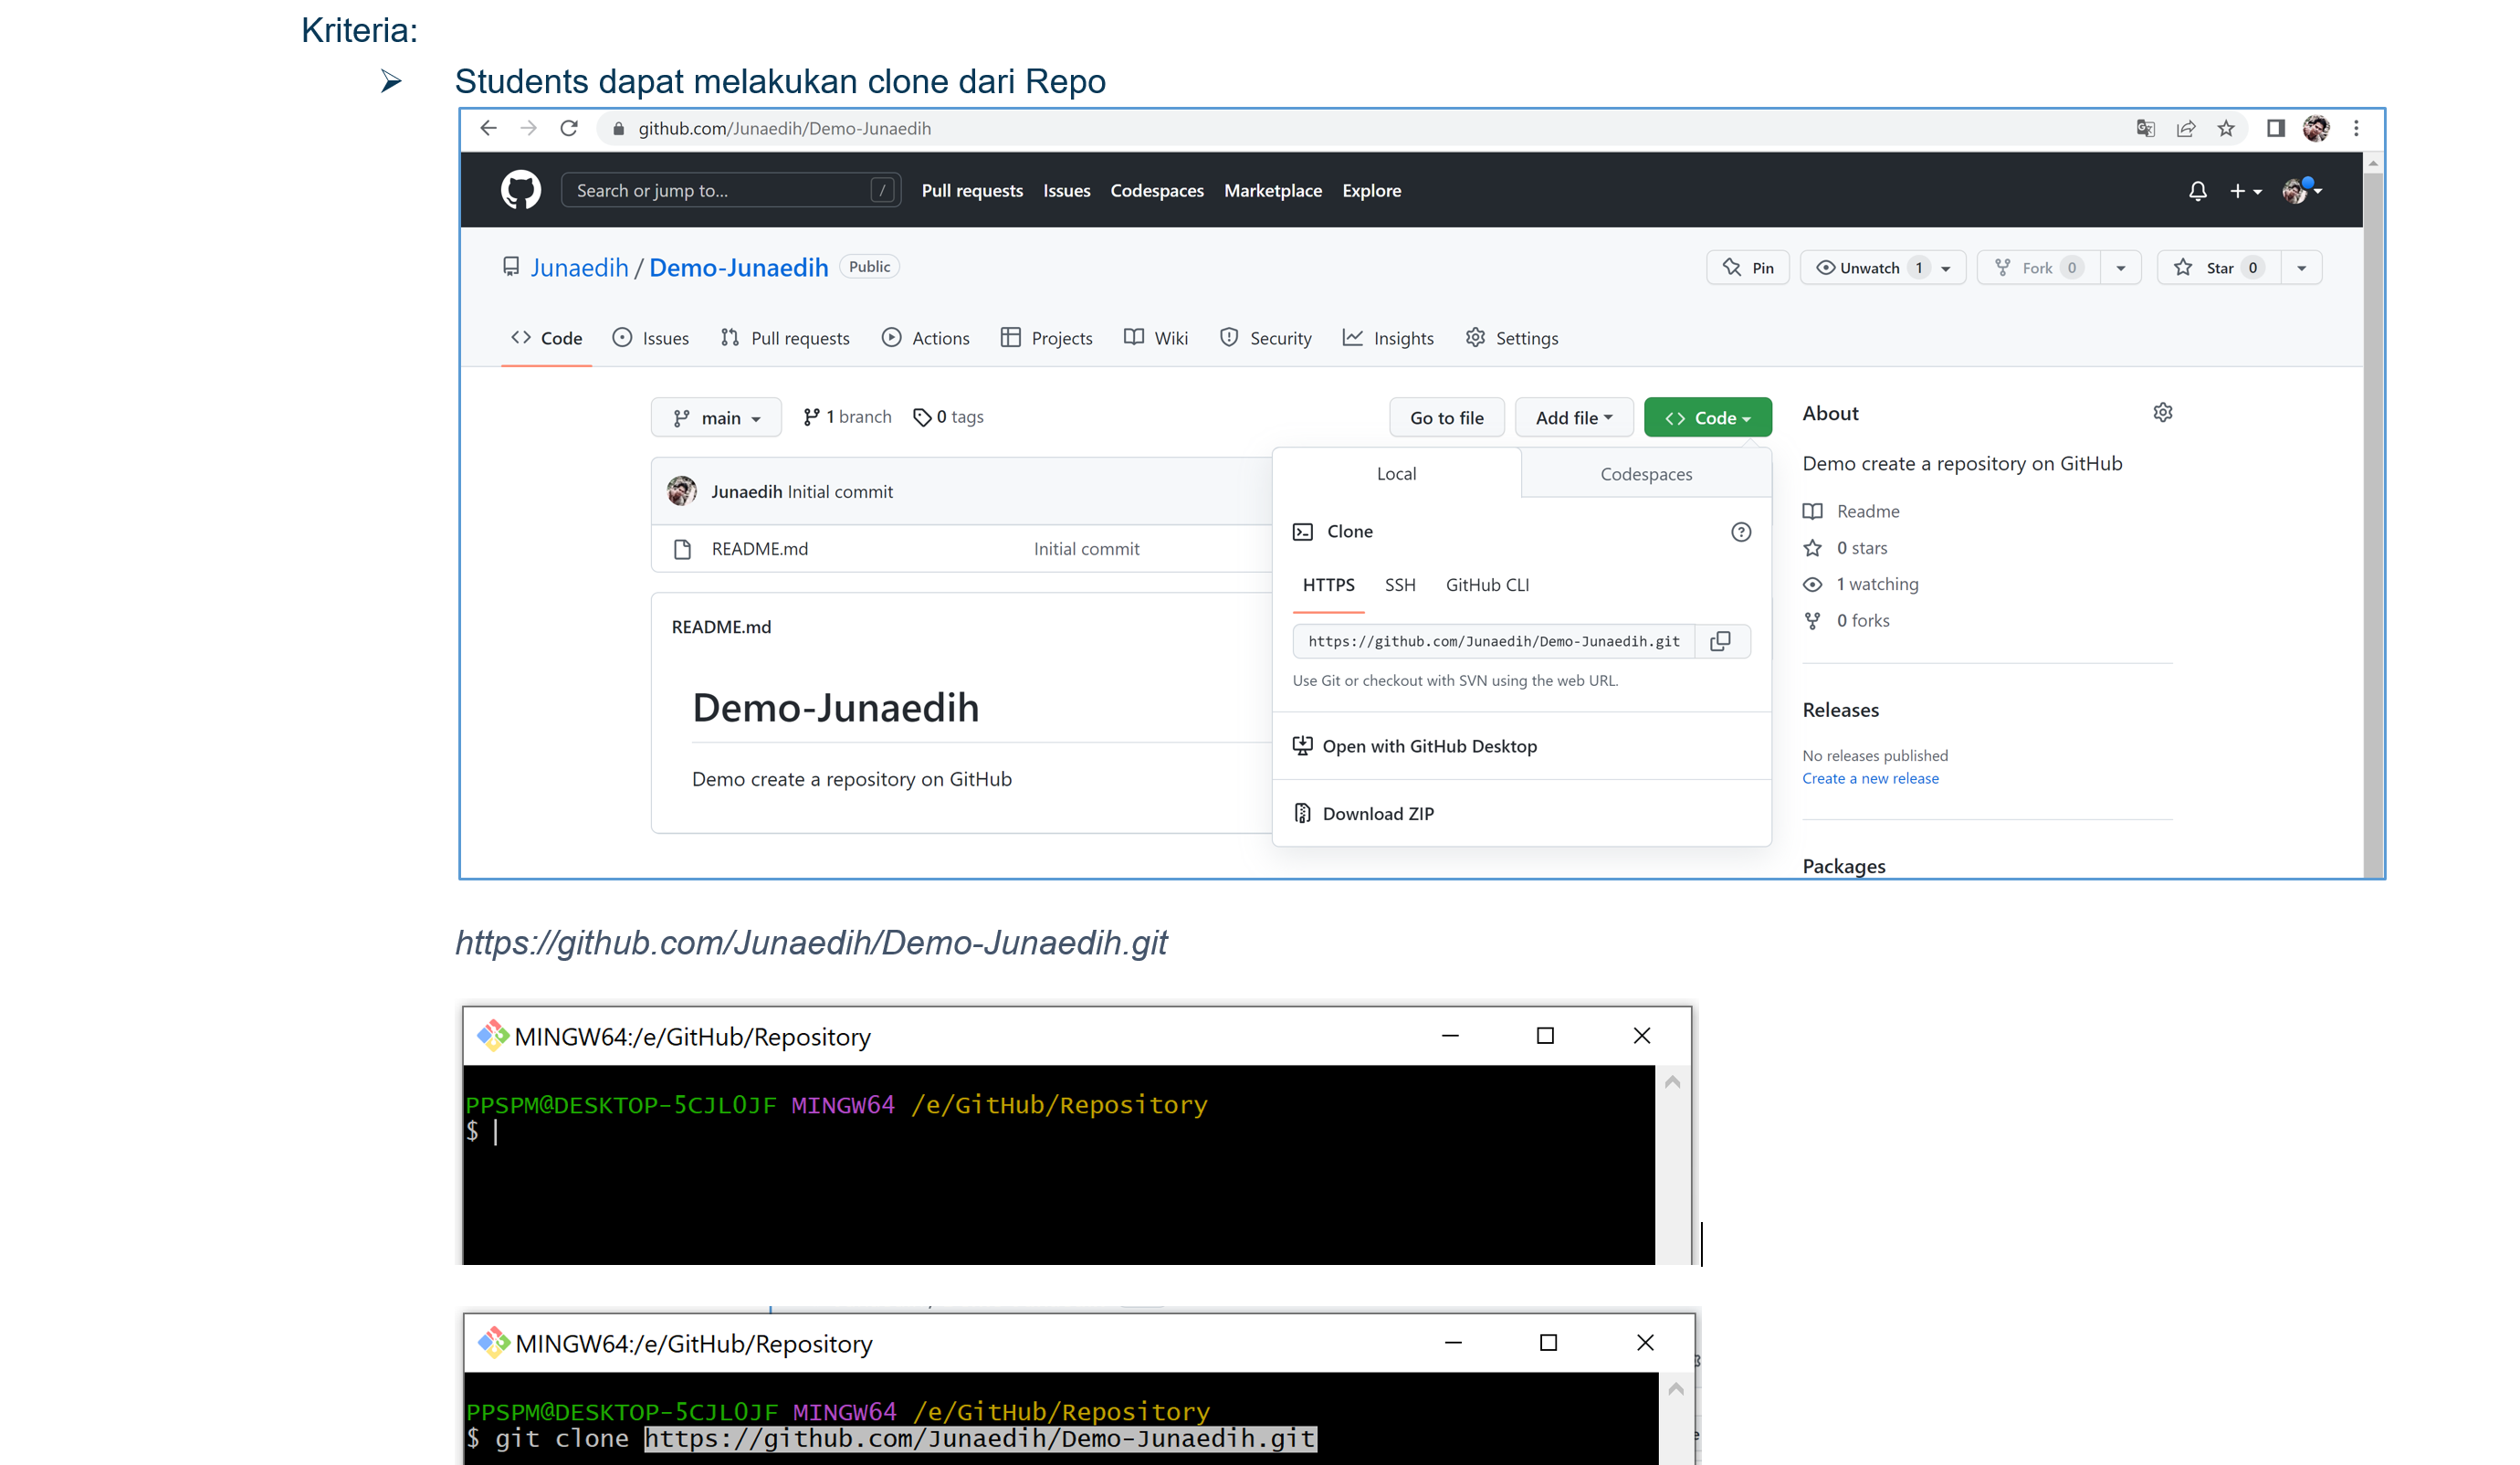 Kriteria:
➢ Students dapat melakukan clone dari Repo
github.com/Junaedih/Demo-Junaedih
Search or jump to... / Pull requests Issues Codespaces Marketplace Explore
Junaedih / Demo-Junaedih Public Pin Unwatch 1 Fork 0 Star 0
Code Issues Pull requests Actions Projects Wiki Security Insights Settings
main 1 branch 0 tags Go to file Add file Code
Junaedih Initial commit
README.md Initial commit
README.md
Demo-Junaedih
Demo create a repository on GitHub
Local Codespaces
Clone
HTTPS SSH GitHub CLI
https://github.com/Junaedih/Demo-Junaedih.git
Use Git or checkout with SVN using the web URL.
Open with GitHub Desktop
Download ZIP
About
Demo create a repository on GitHub
Readme
0 stars
1 watching
0 forks
Releases
No releases published
Create a new release
Packages
https://github.com/Junaedih/Demo-Junaedih.git
MINGW64:/e/GitHub/Repository
PPSPM@DESKTOP-5CJLOJF MINGW64 /e/GitHub/Repository
$
MINGW64:/e/GitHub/Repository
PPSPM@DESKTOP-5CJLOJF MINGW64 /e/GitHub/Repository
$ git clone https://github.com/Junaedih/Demo-Junaedih.git